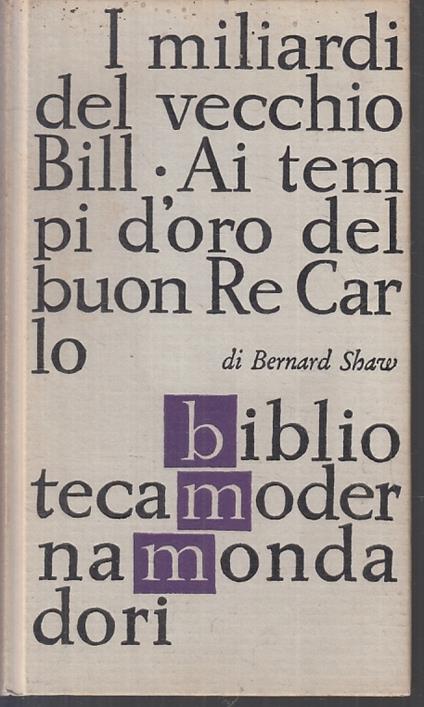 I miliardi
del vecchio
Bill · Ai tem
pi d'oro del
buon Re Car
lo
di Bernard Shaw
biblio
tecamoder
namonda
dori